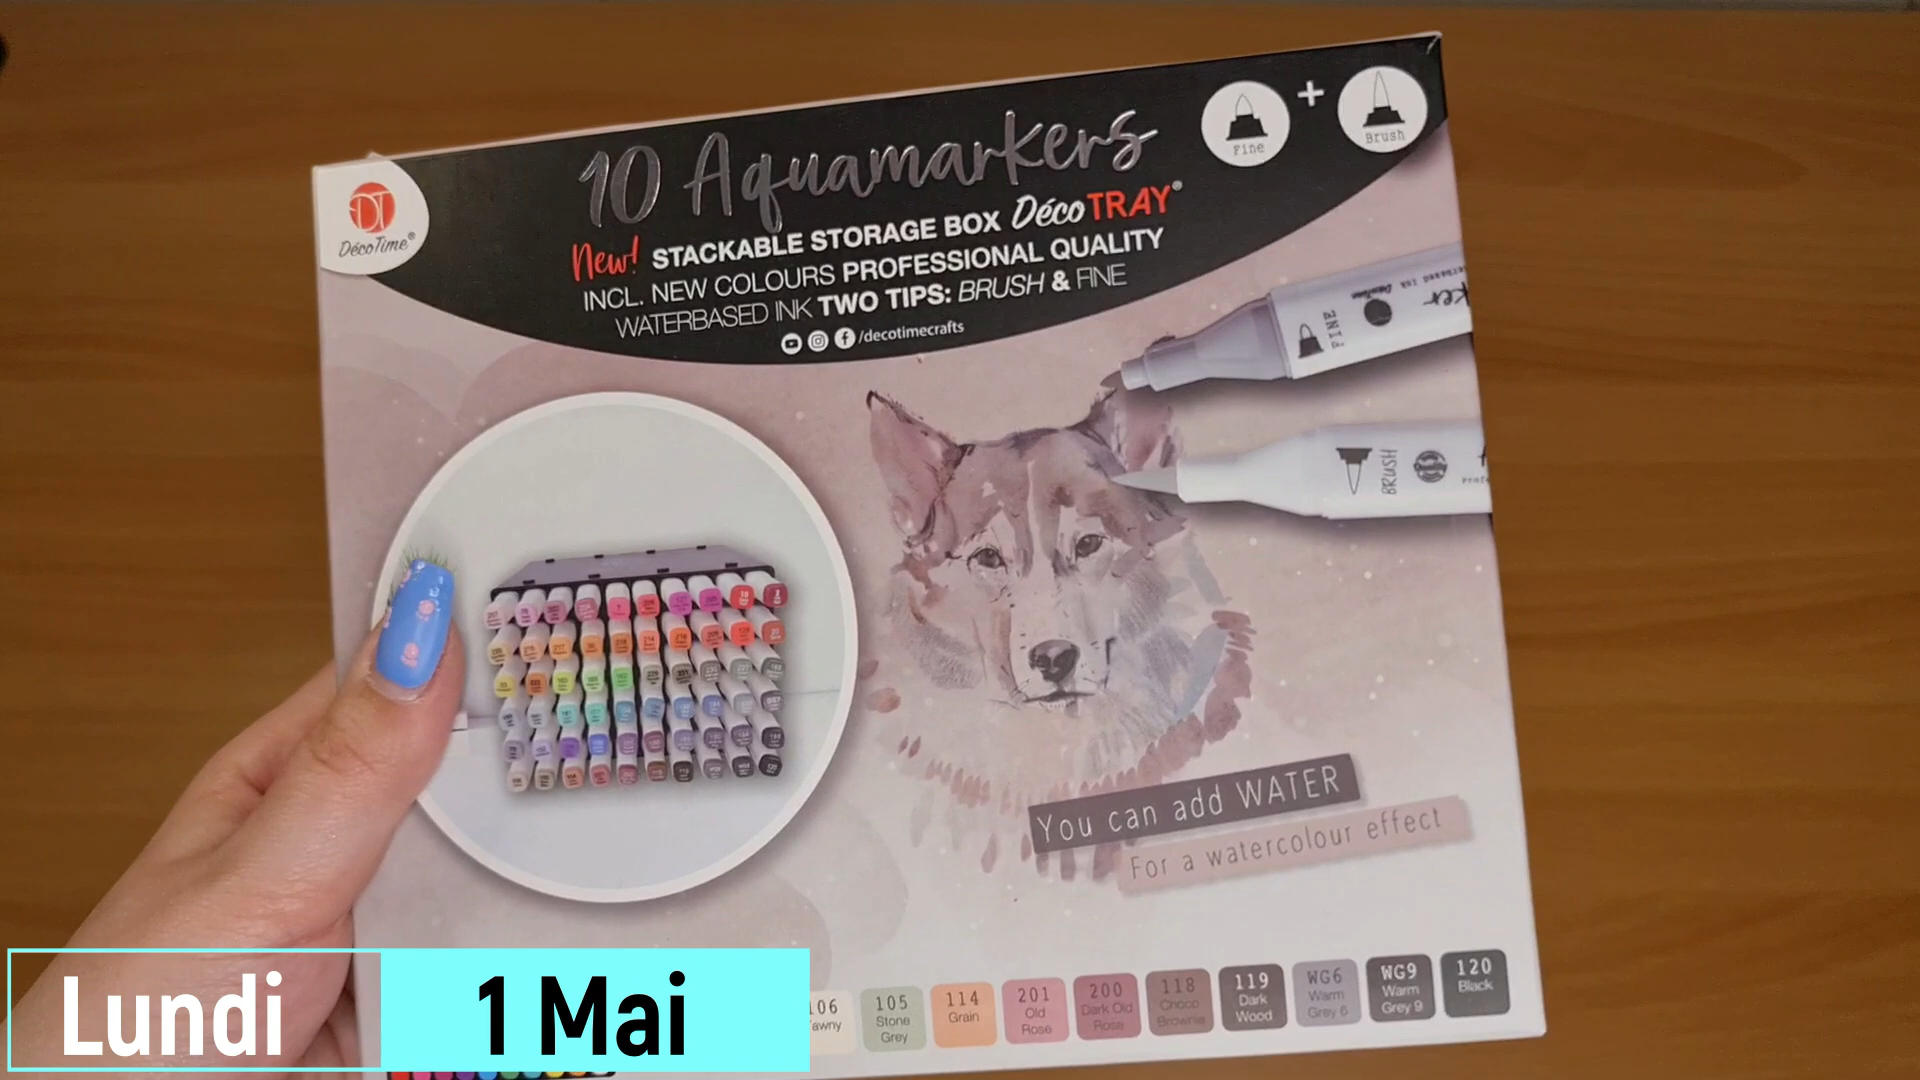 10 Aquamarkers
New! STACKABLE STORAGE BOX DécoTRAY®
INCL. NEW COLOURS PROFESSIONAL QUALITY
WATERBASED INK TWO TIPS: BRUSH & FINE
/decotimecrafts
Fine
+
Brush
DT
DécoTime®
FINE
BRUSH
You can add WATER
For a watercolour effect
106
105 Stone Grey
114 Grain
201 Old Rose
200 Dark Old Rose
118 Choco Brownie
119 Dark Wood
WG6 Warm Grey 6
WG9 Warm Grey 9
120 Black
Lundi 1 Mai